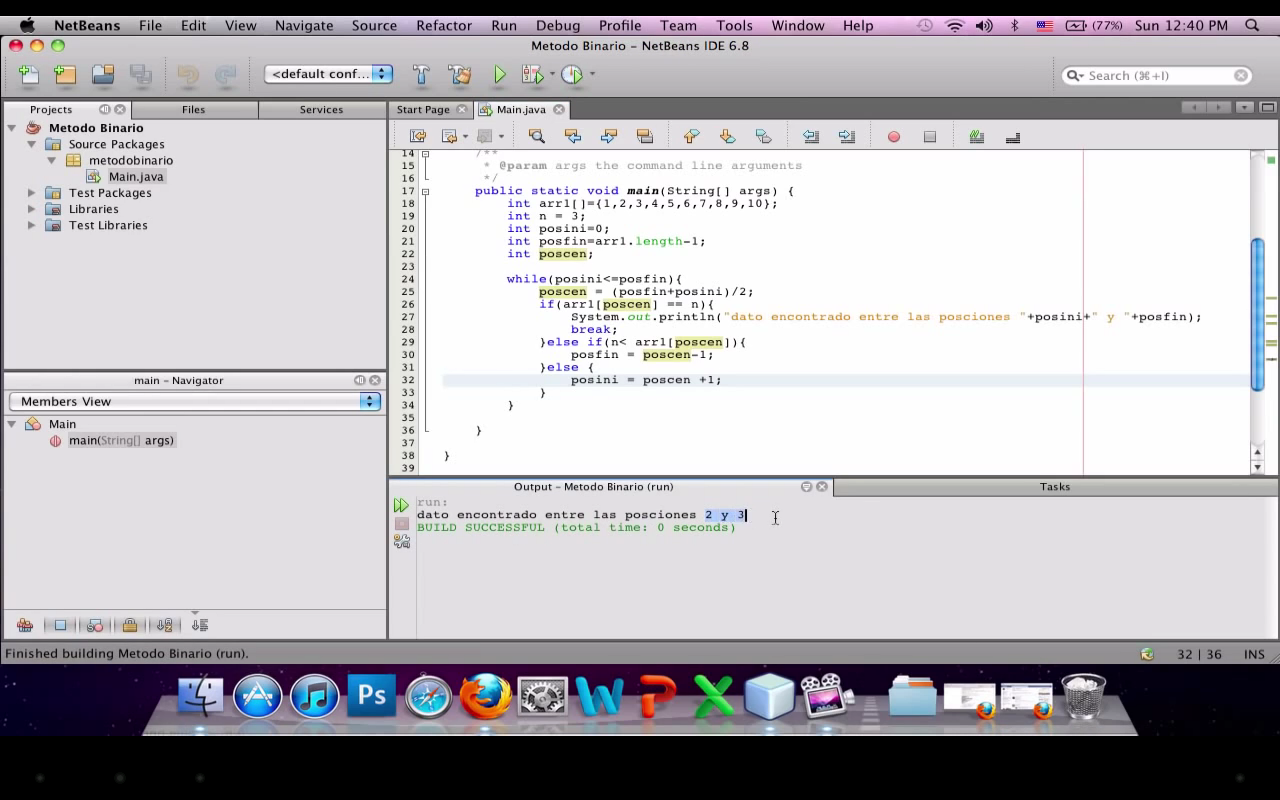 NetBeans File Edit View Navigate Source Refactor Run Debug Profile Team Tools Window Help (77%) Sun 12:40 PM
Metodo Binario – NetBeans IDE 6.8
<default conf... Search (⌘+I)
Projects Files Services
Metodo Binario
Source Packages
metodobinario
Main.java
Test Packages
Libraries
Test Libraries
main – Navigator
Members View
Main
main(String[] args)
Start Page Main.java
14 /**
15 * @param args the command line arguments
16 */
17 public static void main(String[] args) {
18 int arr1[]={1,2,3,4,5,6,7,8,9,10};
19 int n = 3;
20 int posini=0;
21 int posfin=arr1.length-1;
22 int poscen;
23
24 while(posini<=posfin){
25 poscen = (posfin+posini)/2;
26 if(arr1[poscen] == n){
27 System.out.println("dato encontrado entre las posciones "+posini+" y "+posfin);
28 break;
29 }else if(n< arr1[poscen]){
30 posfin = poscen-1;
31 }else {
32 posini = poscen +1;
33 }
34 }
35
36 }
37
38 }
39
Output – Metodo Binario (run) Tasks
run:
dato encontrado entre las posciones 2 y 3
BUILD SUCCESSFUL (total time: 0 seconds)
Finished building Metodo Binario (run). 32 | 36 INS
Ps